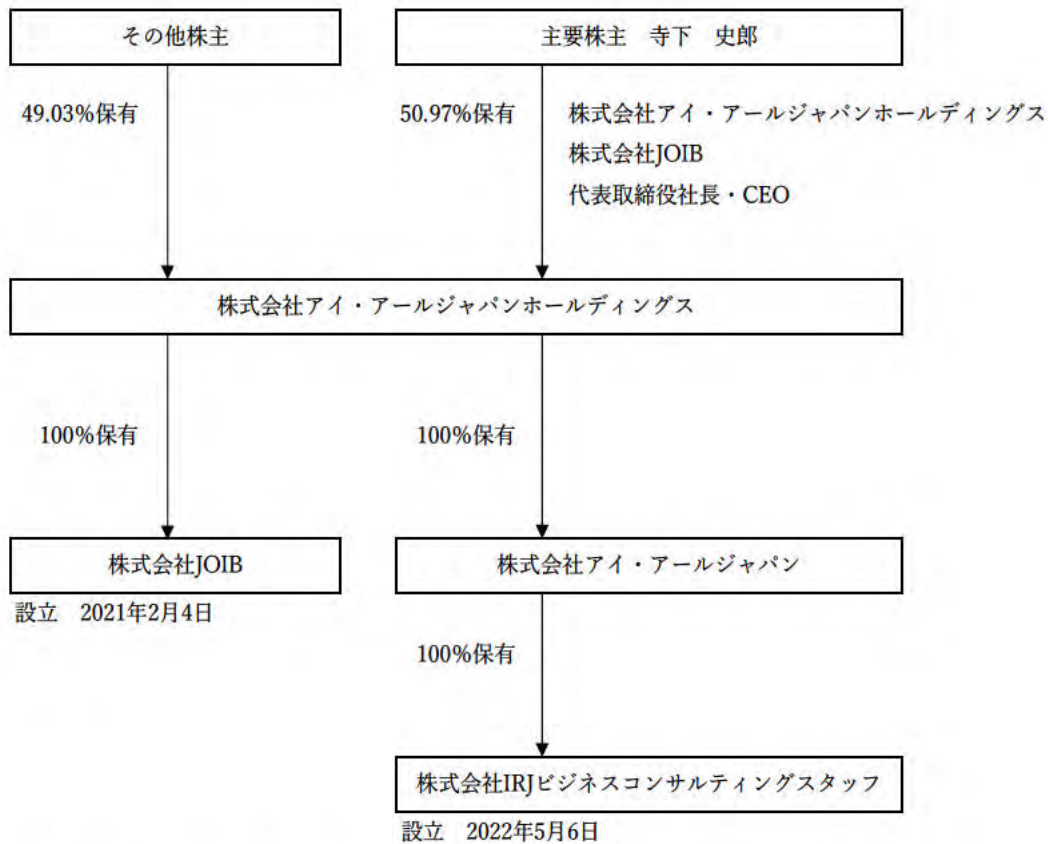 その他株主
主要株主　寺下　史郎
49.03%保有
50.97%保有
株式会社アイ・アールジャパンホールディングス
株式会社JOIB
代表取締役社長・CEO
株式会社アイ・アールジャパンホールディングス
100%保有
100%保有
株式会社JOIB
株式会社アイ・アールジャパン
設立　2021年2月4日
100%保有
株式会社IRJビジネスコンサルティングスタッフ
設立　2022年5月6日